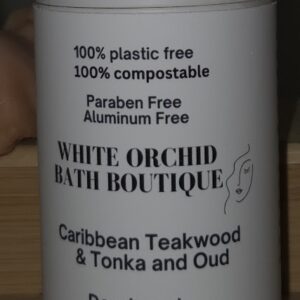 100% plastic free
100% compostable
Paraben Free
Aluminum Free
WHITE ORCHID
BATH BOUTIQUE
Caribbean Teakwood
& Tonka and Oud